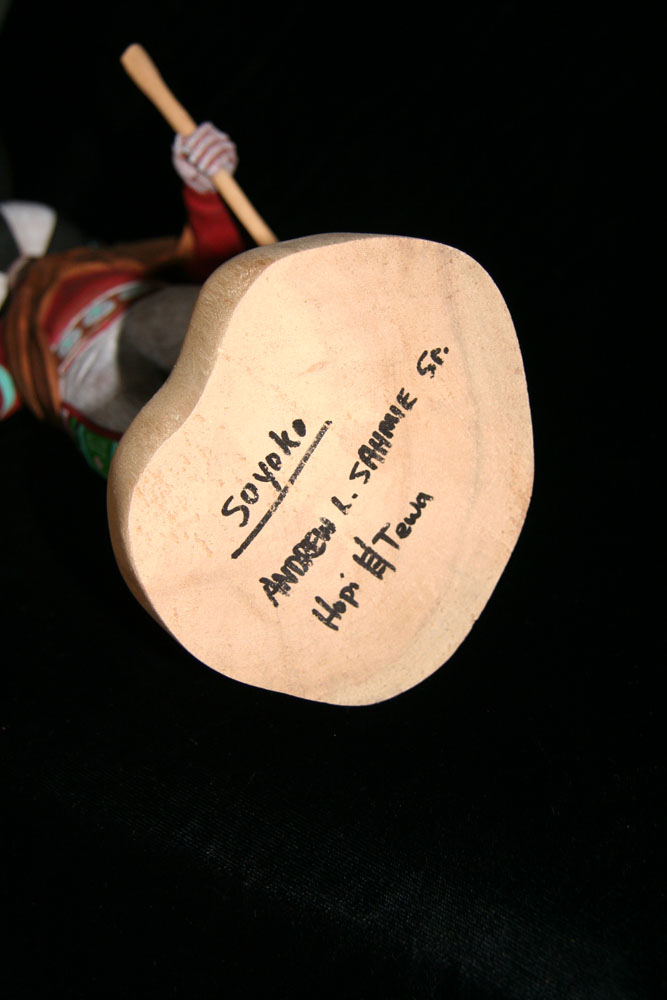 Soyoko
ANDREW L. SAHMIE Sr.
Hopi Tewa